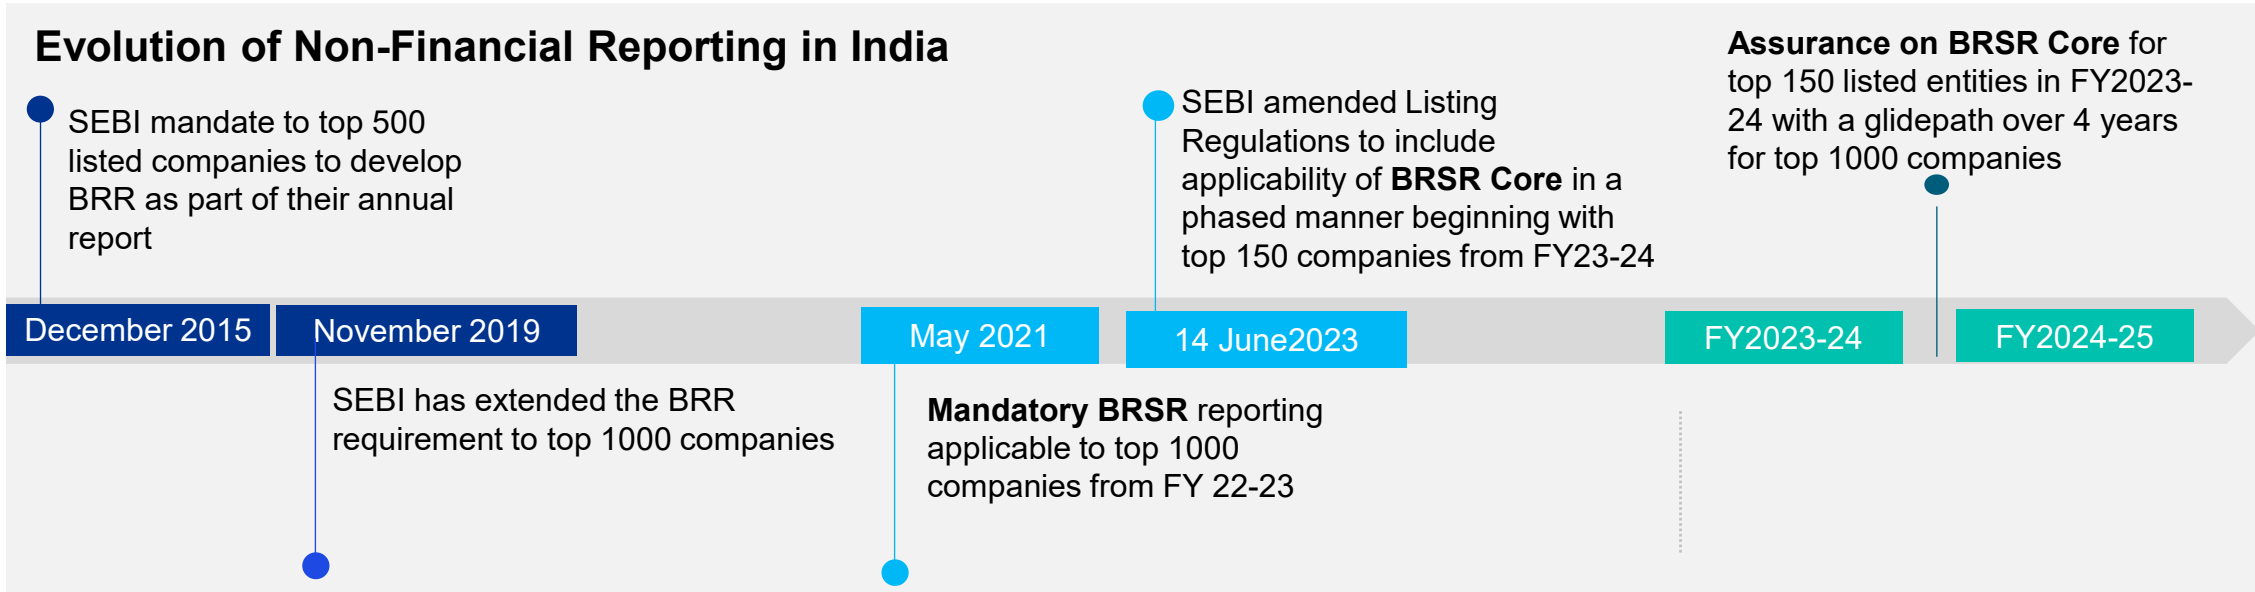 Evolution of Non-Financial Reporting in India
SEBI mandate to top 500
listed companies to develop
BRR as part of their annual
report
SEBI amended Listing
Regulations to include
applicability of BRSR Core in a
phased manner beginning with
top 150 companies from FY23-24
Assurance on BRSR Core for
top 150 listed entities in FY2023-
24 with a glidepath over 4 years
for top 1000 companies
December 2015
November 2019
May 2021
14 June2023
FY2023-24
FY2024-25
SEBI has extended the BRR
requirement to top 1000 companies
Mandatory BRSR reporting
applicable to top 1000
companies from FY 22-23